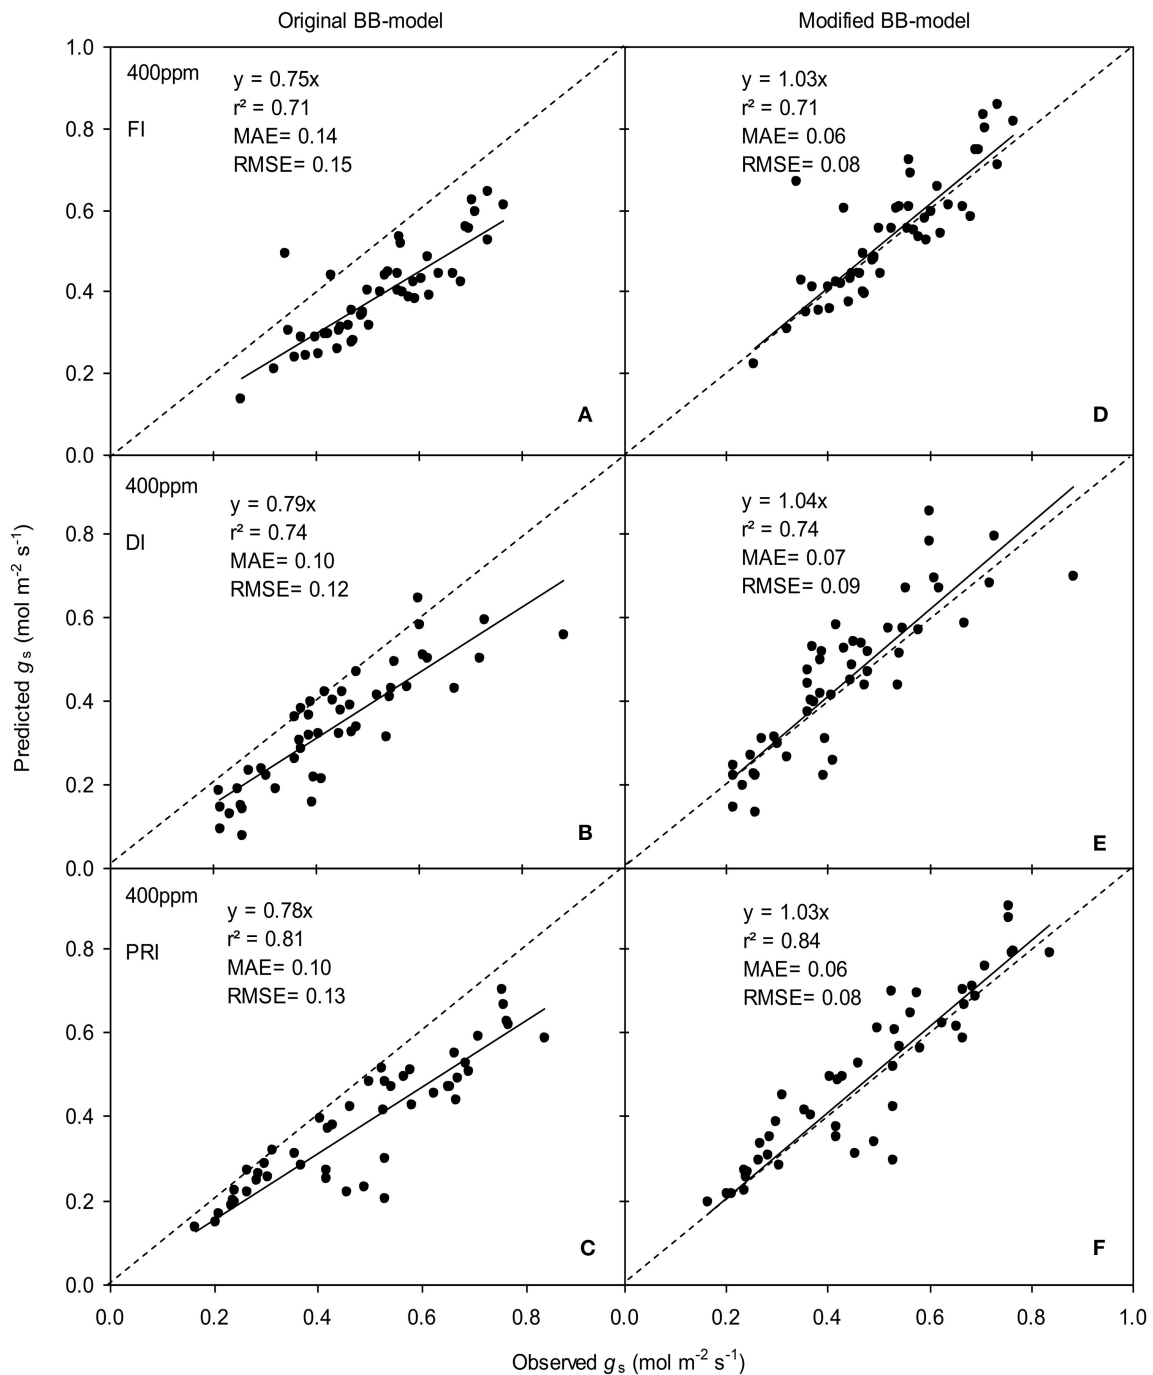 Original BB-model
Modified BB-model
1.0
0.8
0.6
0.4
0.2
0.0
400ppm
FI
y = 0.75x
r² = 0.71
MAE= 0.14
RMSE= 0.15
A
y = 1.03x
r² = 0.71
MAE= 0.06
RMSE= 0.08
D
0.8
0.6
0.4
0.2
0.0
400ppm
DI
y = 0.79x
r² = 0.74
MAE= 0.10
RMSE= 0.12
B
y = 1.04x
r² = 0.74
MAE= 0.07
RMSE= 0.09
E
Predicted gs (mol m-2 s-1)
0.8
0.6
0.4
0.2
0.0
400ppm
PRI
y = 0.78x
r² = 0.81
MAE= 0.10
RMSE= 0.13
C
y = 1.03x
r² = 0.84
MAE= 0.06
RMSE= 0.08
F
0.0 0.2 0.4 0.6 0.8 0.0 0.2 0.4 0.6 0.8 1.0
Observed gs (mol m-2 s-1)